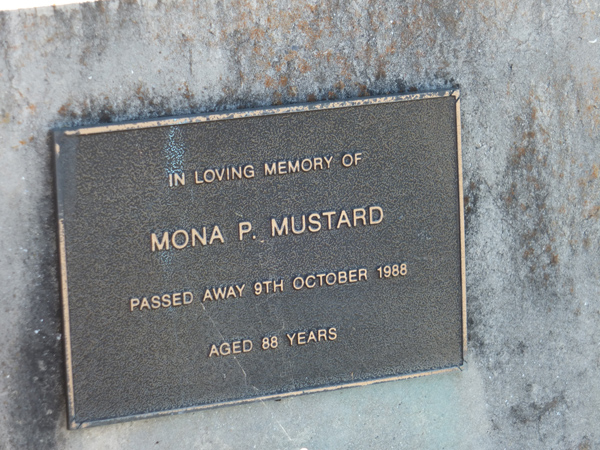 IN LOVING MEMORY OF
MONA P. MUSTARD
PASSED AWAY 9TH OCTOBER 1988
AGED 88 YEARS